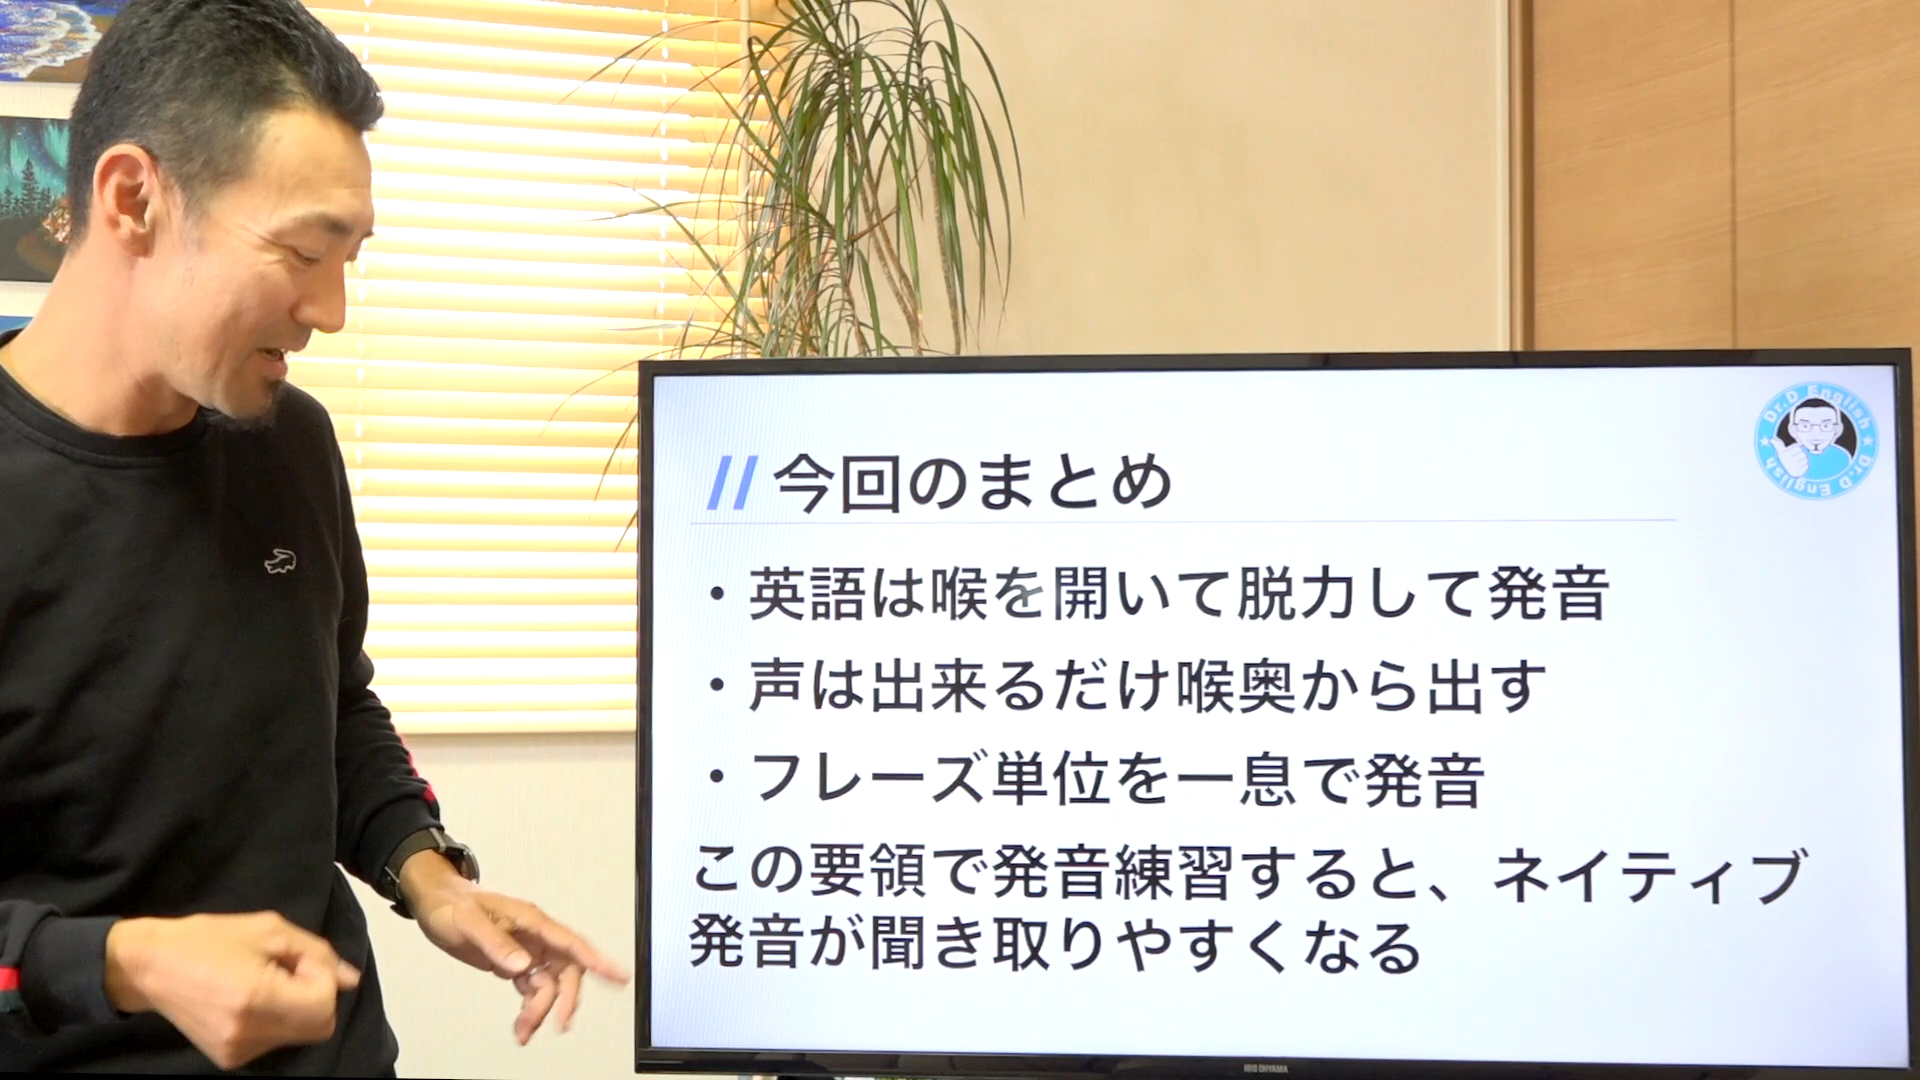 Dr.D English
Dr.D English
// 今回のまとめ
・英語は喉を開いて脱力して発音
・声は出来るだけ喉奥から出す
・フレーズ単位を一息で発音
この要領で発音練習すると、ネイティブ
発音が聞き取りやすくなる
IRIS OHYAMA